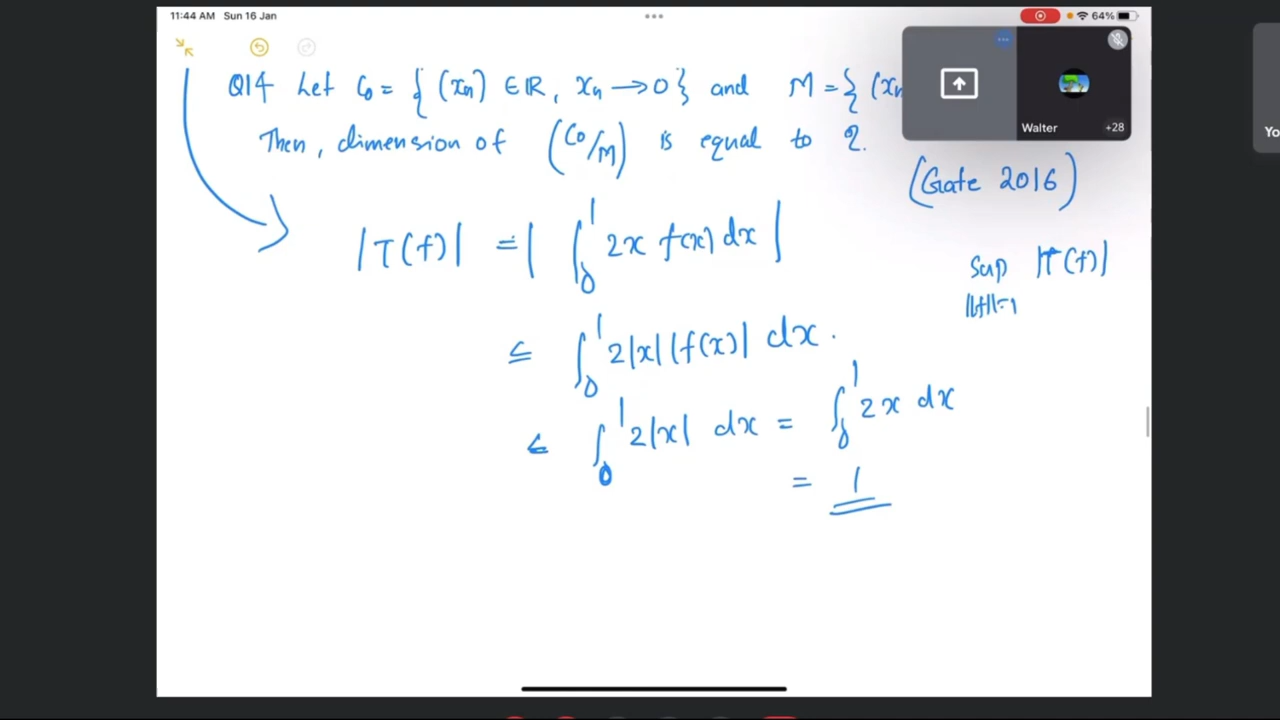 11:44 AM Sun 16 Jan 64%
Q14 Let C₀ = { (xₙ) ∈ ℝ, xₙ → 0 } and M = { (xₙ
Then, dimension of (C₀/M) is equal to 2.
(Gate 2016)
|T(f)| = | ∫₀¹ 2x f(x) dx |
Sup |T(f)|
||f||=1
≤ ∫₀¹ 2|x| |f(x)| dx.
≤ ∫₀¹ 2|x| dx = ∫₀¹ 2x dx
= 1
Walter +28
Yo